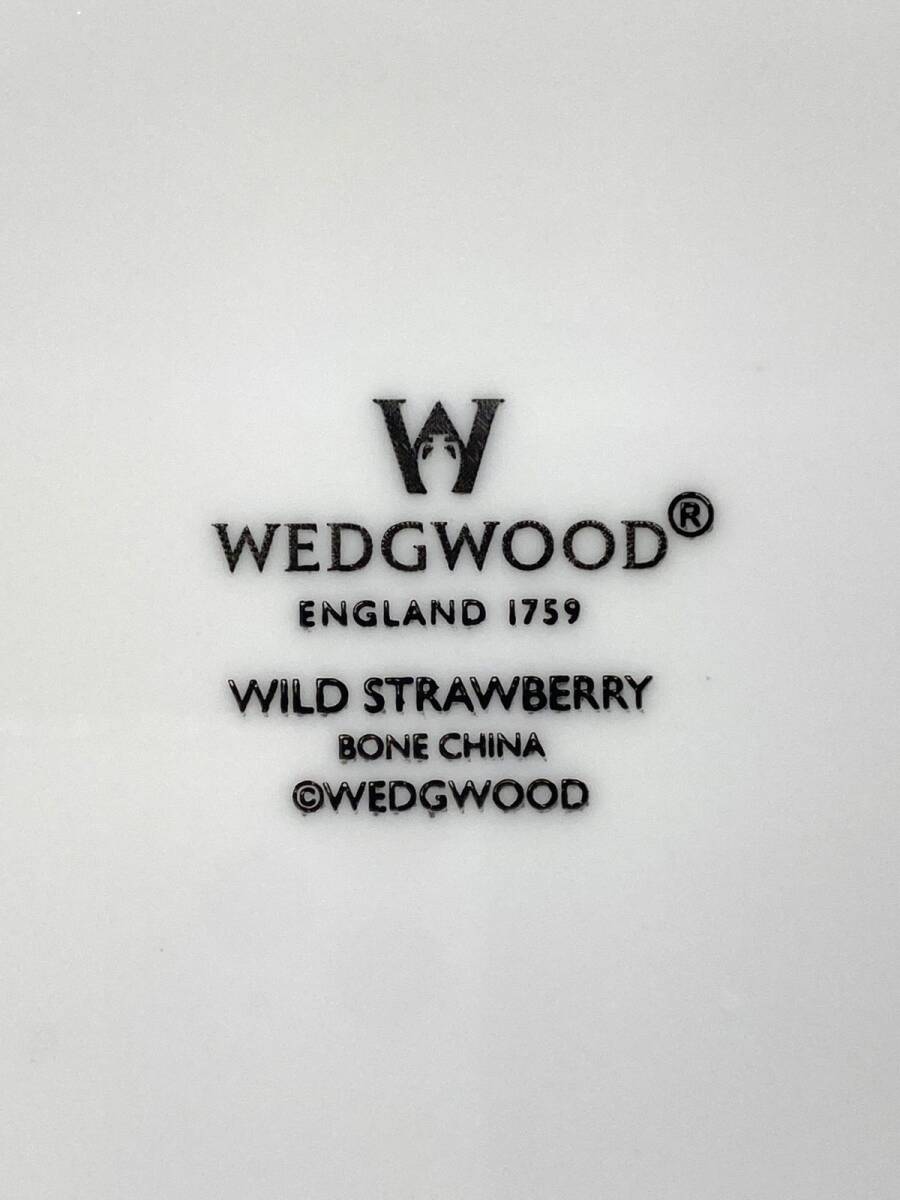 W
WEDGWOOD®
ENGLAND 1759
WILD STRAWBERRY
BONE CHINA
©WEDGWOOD